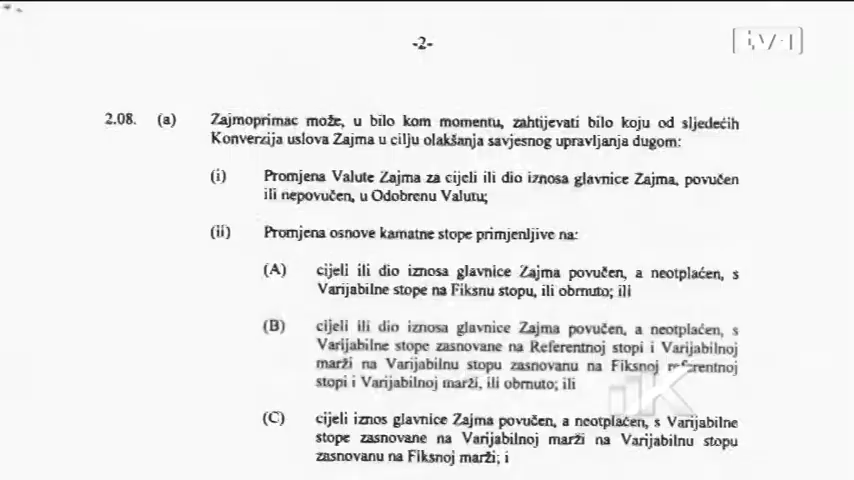 -2-
tv1
2.08. (a) Zajmoprimac može, u bilo kom momentu, zahtijevati bilo koju od sljedećih
Konverzija uslova Zajma u cilju olakšanja savjesnog upravljanja dugom:
(i) Promjena Valute Zajma za cijeli ili dio iznosa glavnice Zajma, povučen
ili nepovučen, u Odobrenu Valutu;
(ii) Promjena osnove kamatne stope primjenljive na:
(A) cijeli ili dio iznosa glavnice Zajma povučen, a neotplaćen, s
Varijabilne stope na Fiksnu stopu, ili obrnuto; ili
(B) cijeli ili dio iznosa glavnice Zajma povučen, a neotplaćen, s
Varijabilne stope zasnovane na Referentnoj stopi i Varijabilnoj
marži na Varijabilnu stopu zasnovanu na Fiksnoj referentnoj
stopi i Varijabilnoj marži, ili obrnuto; ili
(C) cijeli iznos glavnice Zajma povučen, a neotplaćen, s Varijabilne
stope zasnovane na Varijabilnoj marži na Varijabilnu stopu
zasnovanu na Fiksnoj marži; i